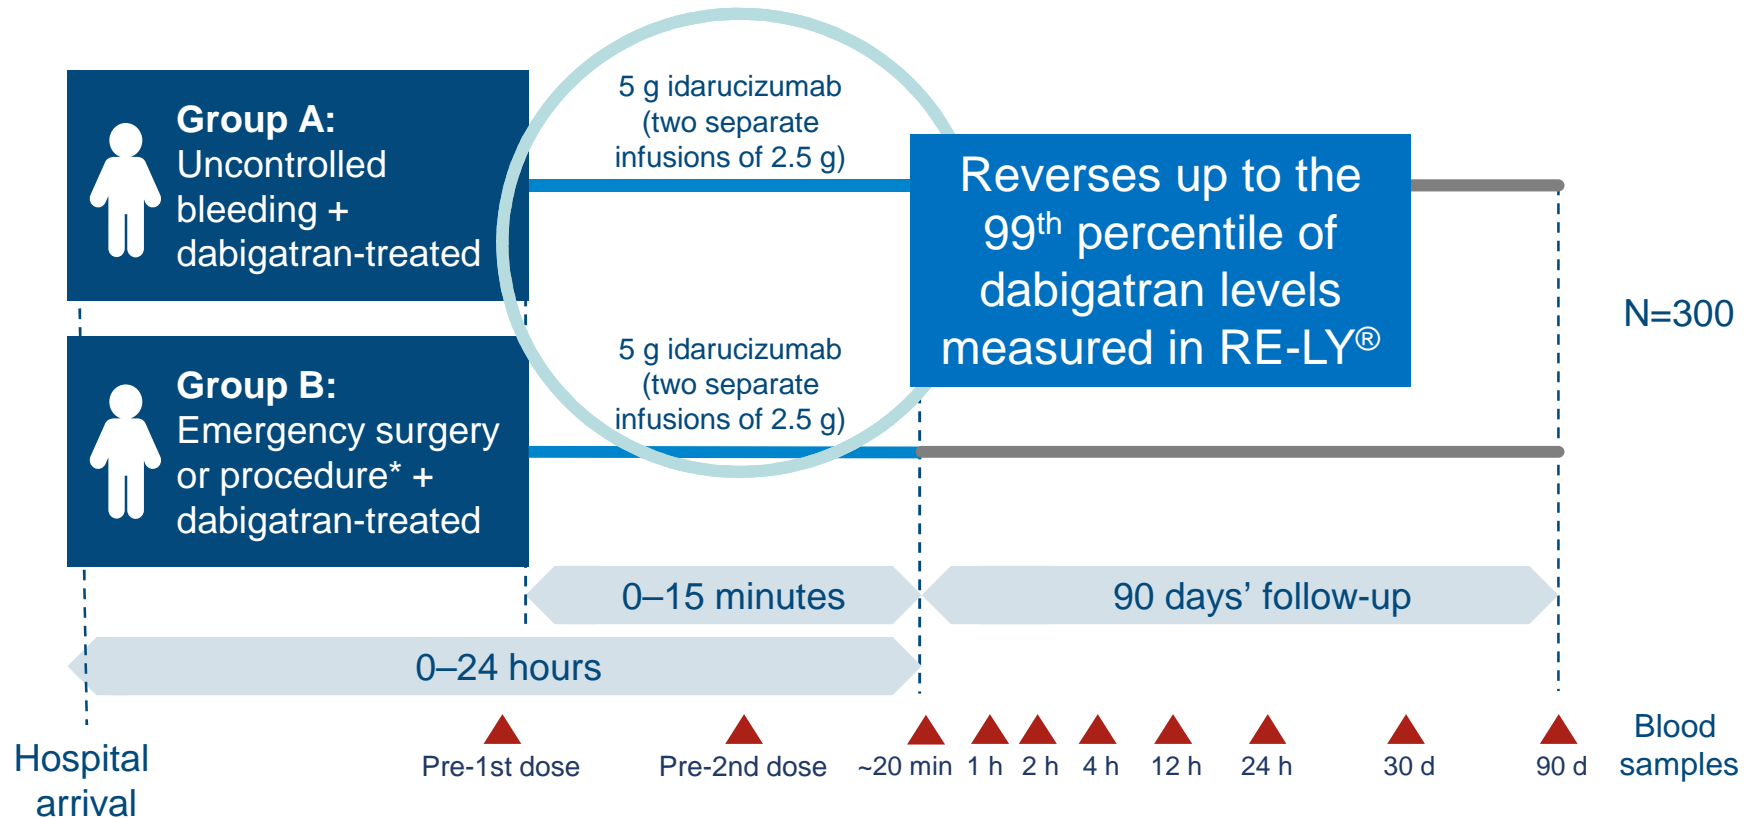 Group A:
Uncontrolled
bleeding +
dabigatran-treated
5 g idarucizumab
(two separate
infusions of 2.5 g)
Reverses up to the
99th percentile of
dabigatran levels
measured in RE-LY®
N=300
Group B:
Emergency surgery
or procedure* +
dabigatran-treated
5 g idarucizumab
(two separate
infusions of 2.5 g)
0–15 minutes
90 days’ follow-up
0–24 hours
Hospital
arrival
Pre-1st dose
Pre-2nd dose
~20 min
1 h
2 h
4 h
12 h
24 h
30 d
90 d
Blood
samples